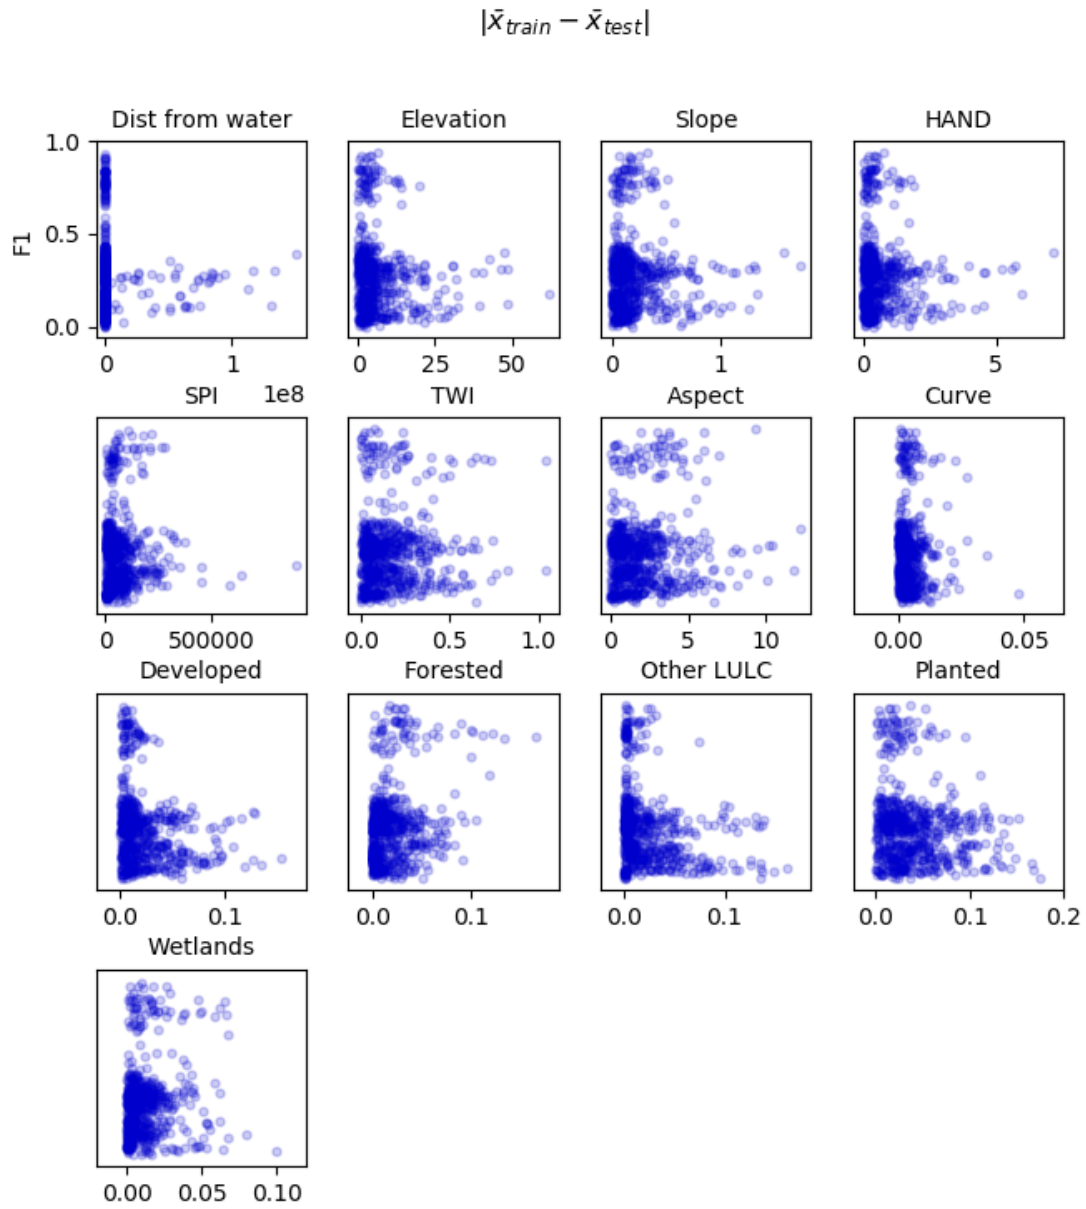 |x̄train − x̄test|
Dist from water Elevation Slope HAND
1.0
0.5
0.0
F1
0 1 0 25 50 0 1 0 5
1e8
SPI TWI Aspect Curve
0 5000000 0.0 0.5 1.0 0 5 10 0.00 0.05
Developed Forested Other LULC Planted
0.0 0.1 0.0 0.1 0.0 0.1 0.0 0.1 0.2
Wetlands
0.00 0.05 0.10